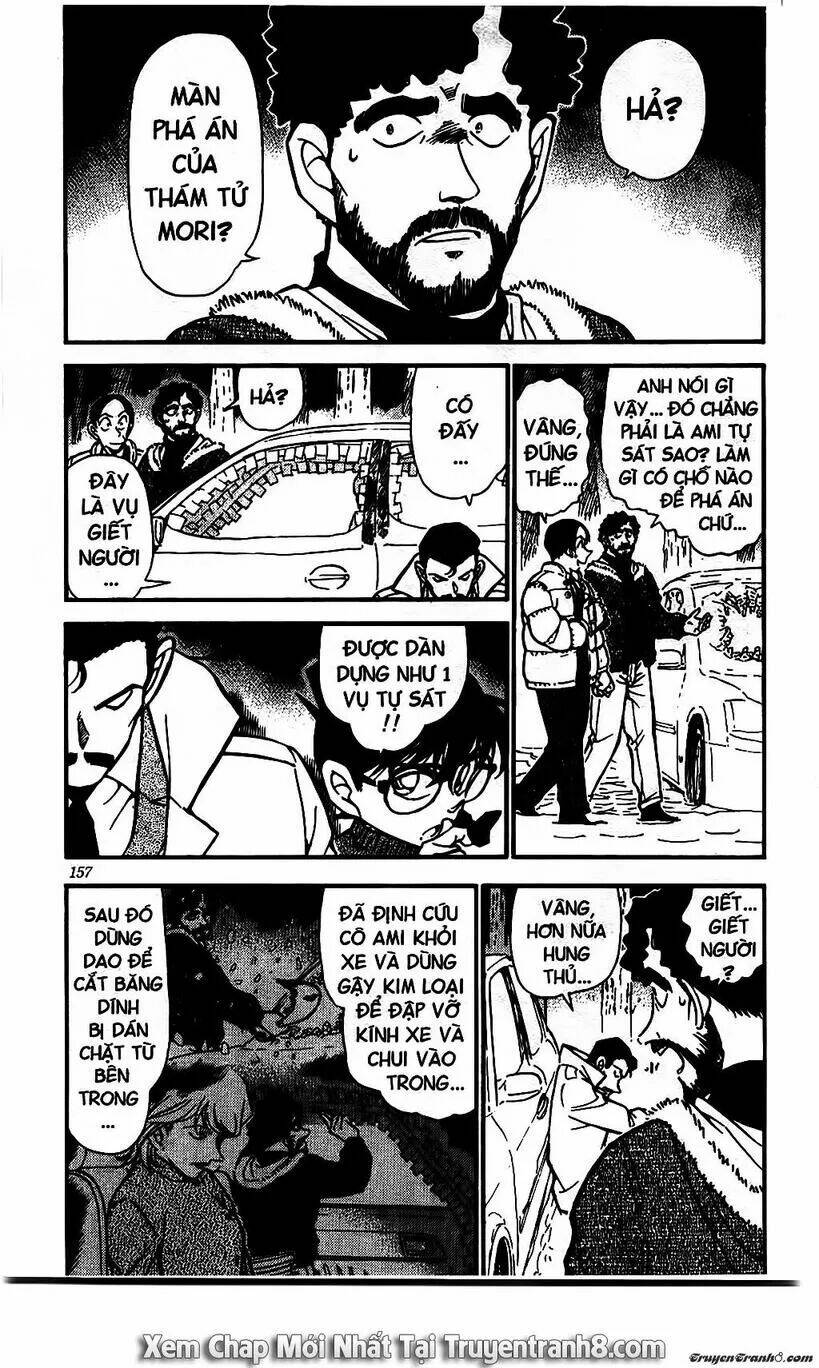 HẢ?
MÀN
PHÁ ÁN
CỦA
THÁM TỬ
MORI?
ANH NÓI GÌ
VẬY... ĐÓ CHẲNG
PHẢI LÀ AMI TỰ
SÁT SAO? LÀM
GÌ CÓ CHỖ NÀO
ĐỂ PHÁ ÁN
CHỨ...
VÂNG,
ĐÚNG
THẾ...
CÓ
ĐẤY
...
HẢ?
ĐÂY
LÀ VỤ
GIẾT
NGƯỜI
...
ĐƯỢC DÀN
DỰNG NHƯ 1
VỤ TỰ SÁT
!!
157
GIẾT...
GIẾT
NGƯỜI
?
VÂNG,
HƠN NỮA
HUNG
THỦ...
ĐÃ ĐỊNH CỨU
CÔ AMI KHỎI
XE VÀ DÙNG
GẬY KIM LOẠI
ĐỂ ĐẬP VỠ
KÍNH XE VÀ
CHUI VÀO
TRONG...
SAU ĐÓ
DÙNG
DAO ĐỂ
CẮT BĂNG
DÍNH
BỊ DÁN
CHẶT TỪ
BÊN
TRONG
...
Xem Chap Mới Nhất Tại Truyentranh8.com
TruyenTranh8.com